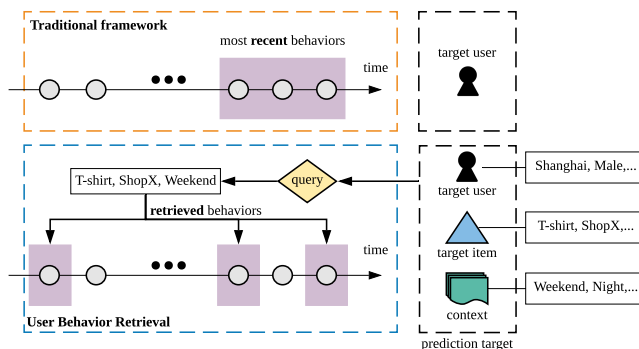 Traditional framework
most recent behaviors
time
target user
T-shirt, ShopX, Weekend
query
retrieved behaviors
time
User Behavior Retrieval
target user
Shanghai, Male,...
T-shirt, ShopX,...
target item
Weekend, Night,...
context
prediction target